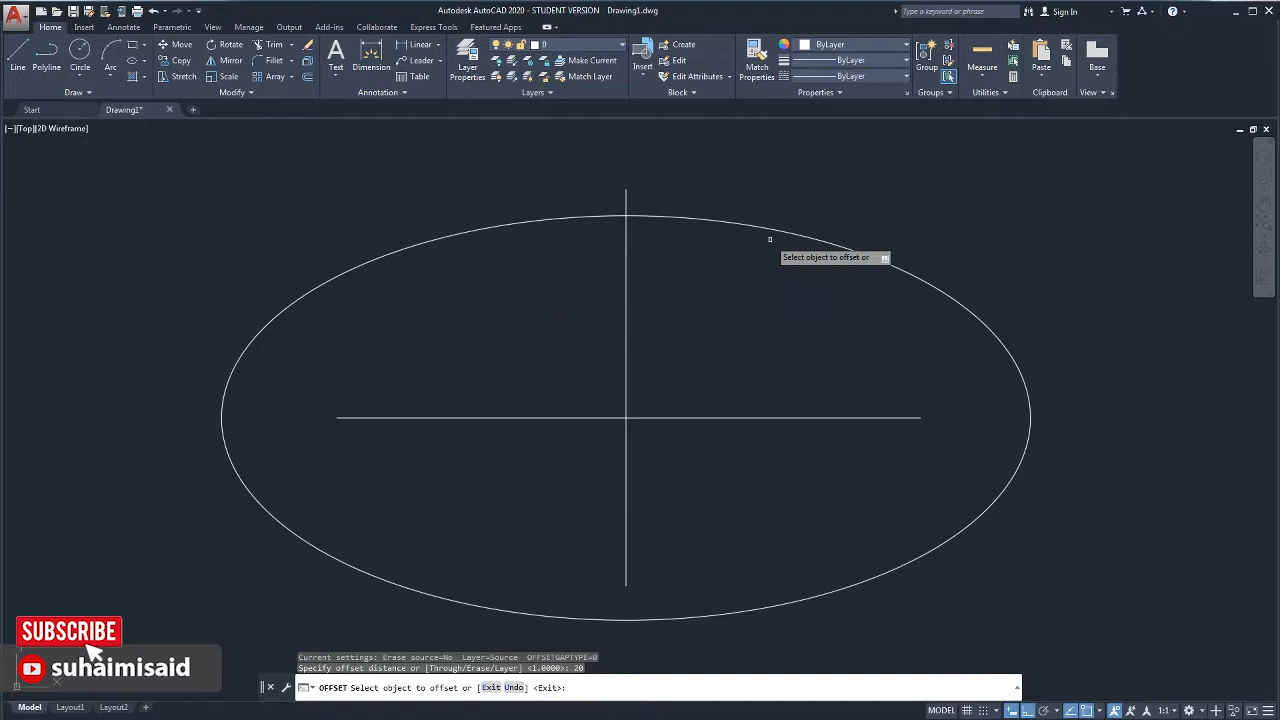 Autodesk AutoCAD 2020 - STUDENT VERSION Drawing1.dwg
Type a keyword or phrase
Sign In
Home Insert Annotate Parametric View Manage Output Add-ins Collaborate Express Tools Featured Apps
Line Polyline Circle Arc
Move Rotate Trim
Copy Mirror Fillet
Stretch Scale Array
Text Dimension
Linear
Leader
Table
Layer Properties
0
Make Current
Match Layer
Insert
Create
Edit
Edit Attributes
Match Properties
ByLayer
ByLayer
ByLayer
Group
Measure
Paste
Base
Draw Modify Annotation Layers Block Properties Groups Utilities Clipboard View
Start Drawing1*
[−][Top][2D Wireframe]
Select object to offset or
SUBSCRIBE
suhaimisaid
Current settings: Erase source=No Layer=Source OFFSETGAPTYPE=0
Specify offset distance or [Through/Erase/Layer] <1.0000>: 20
OFFSET Select object to offset or [Exit Undo] <Exit>:
Model Layout1 Layout2 +
MODEL
1:1